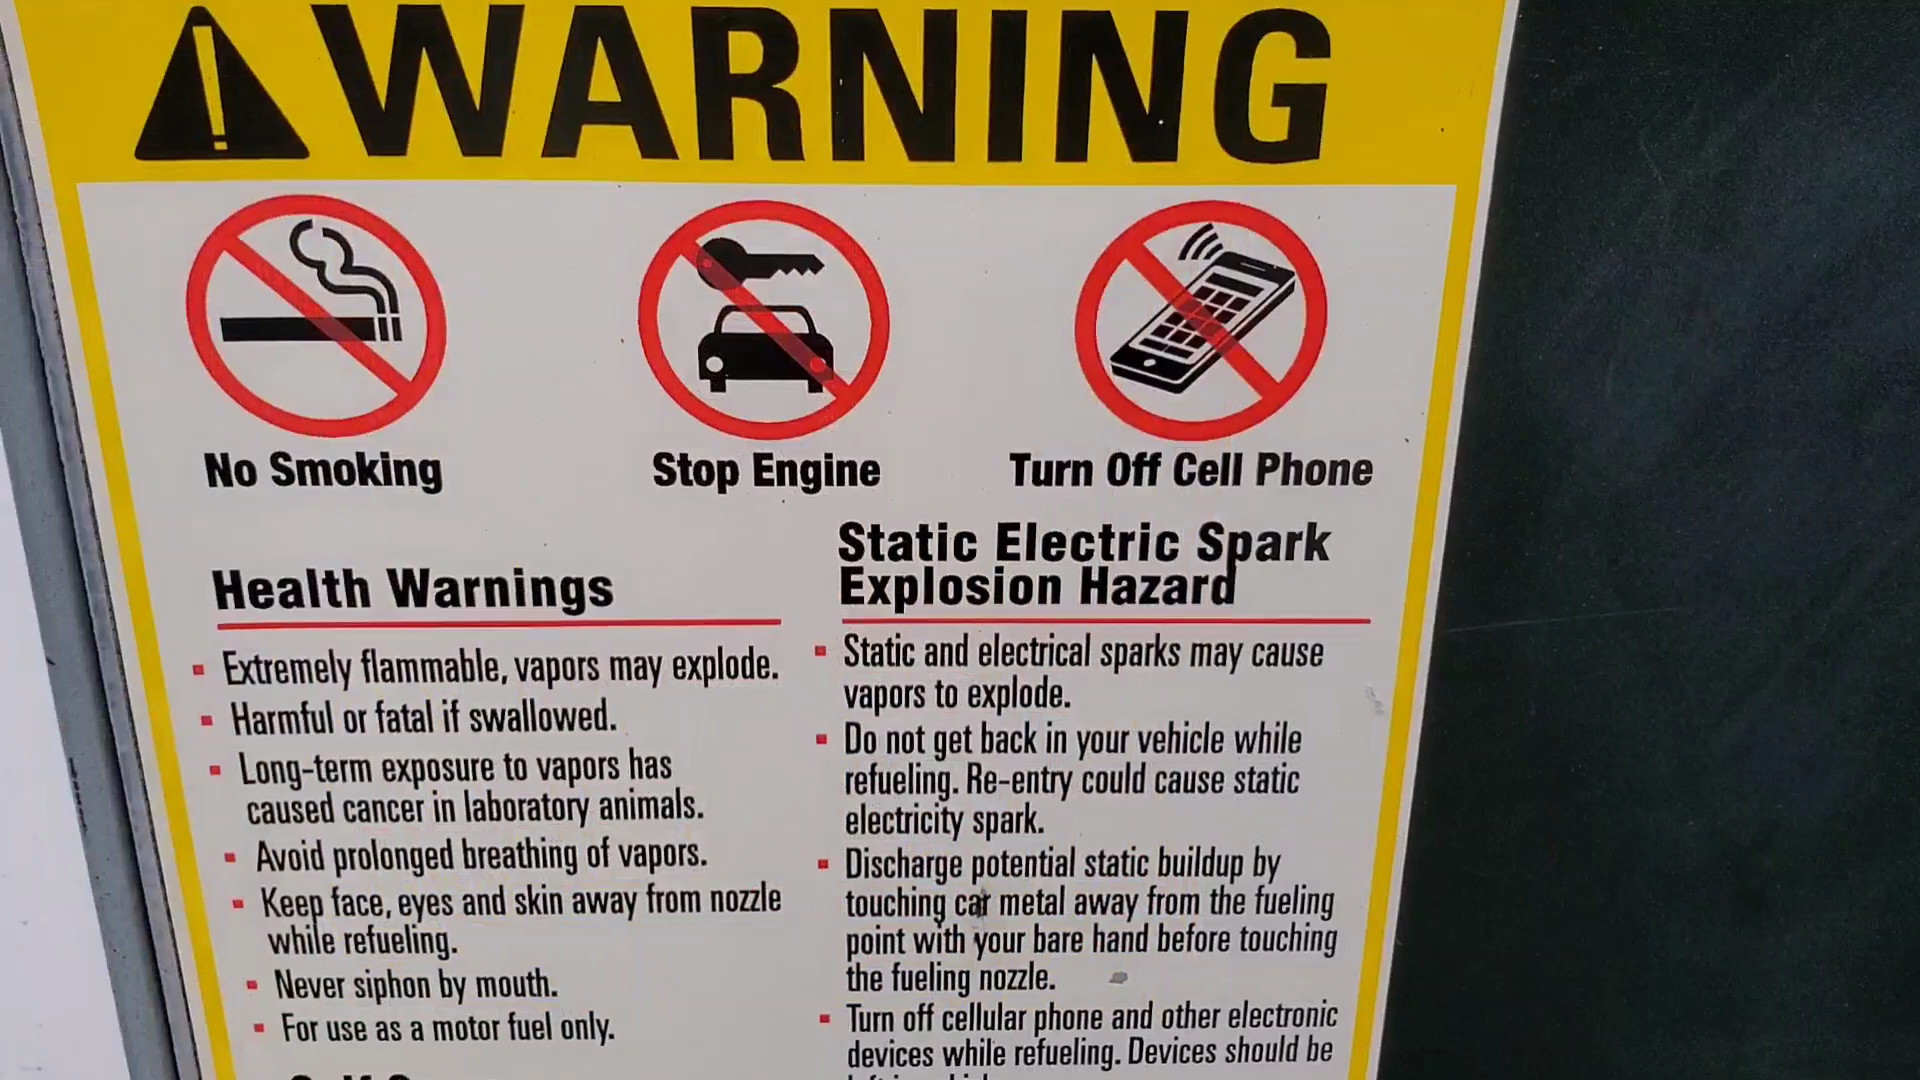 WARNING
No Smoking
Stop Engine
Turn Off Cell Phone
Health Warnings
Extremely flammable, vapors may explode.
Harmful or fatal if swallowed.
Long-term exposure to vapors has
caused cancer in laboratory animals.
Avoid prolonged breathing of vapors.
Keep face, eyes and skin away from nozzle
while refueling.
Never siphon by mouth.
For use as a motor fuel only.
Static Electric Spark
Explosion Hazard
Static and electrical sparks may cause
vapors to explode.
Do not get back in your vehicle while
refueling. Re-entry could cause static
electricity spark.
Discharge potential static buildup by
touching car metal away from the fueling
point with your bare hand before touching
the fueling nozzle.
Turn off cellular phone and other electronic
devices while refueling. Devices should be